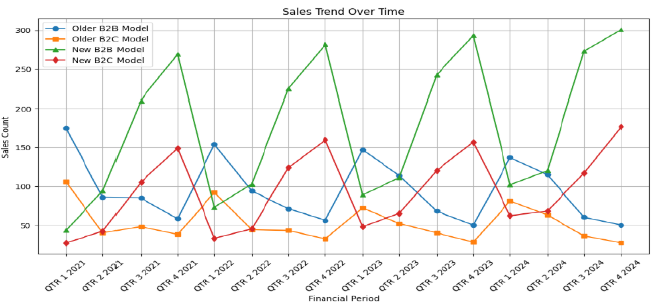 Sales Trend Over Time
Older B2B Model
Older B2C Model
New B2B Model
New B2C Model
Sales Count
300
250
200
150
100
50
QTR 1 2021
QTR 2 2021
QTR 3 2021
QTR 4 2021
QTR 1 2022
QTR 2 2022
QTR 3 2022
QTR 4 2022
QTR 1 2023
QTR 2 2023
QTR 3 2023
QTR 4 2023
QTR 1 2024
QTR 2 2024
QTR 3 2024
QTR 4 2024
Financial Period